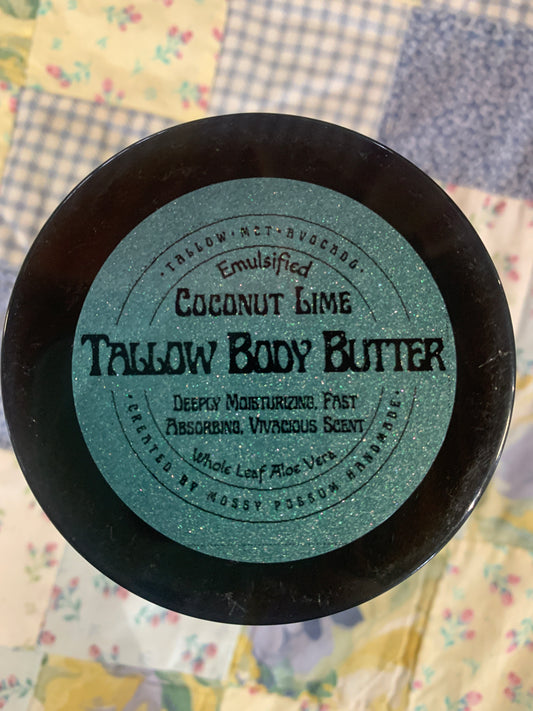 · TALLOW · MCT · AVOCADO ·
Emulsified
COCONUT LIME
TALLOW BODY BUTTER
DEEPLY MOISTURIZING, FAST
ABSORBING, VIVACIOUS SCENT
Whole Leaf Aloe Vera
· CREATED BY MOSSY POSSUM HANDMADE ·